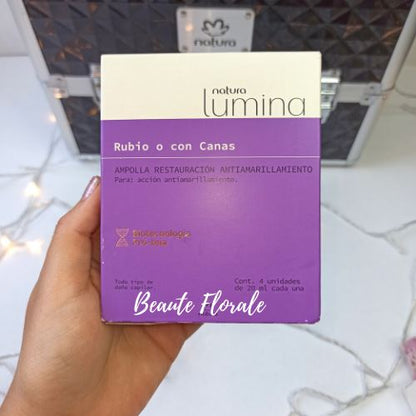 natura
natura
lumina
Rubio o con Canas
AMPOLLA RESTAURACIÓN ANTIAMARILLAMIENTO
Para: acción antiamarillamiento.
Biotecnología
Todo tipo de
daño capilar
Cont. 4 unidades
de 20 ml cada una
Beaute Florale